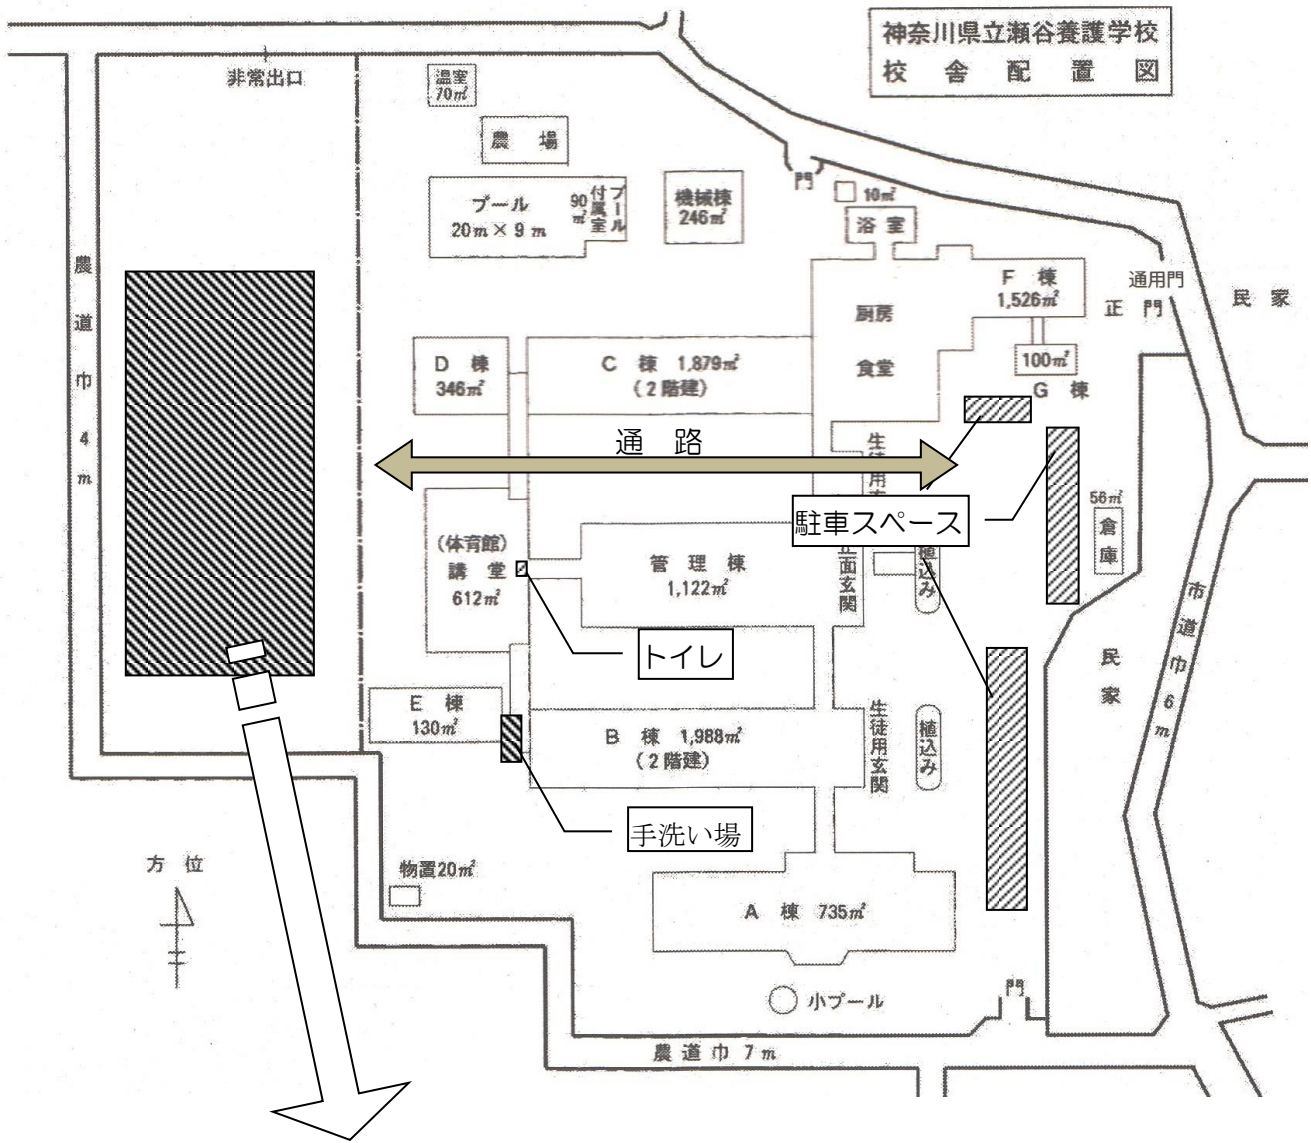 神奈川県立瀬谷養護学校
校舎配置図
非常出口
温室
70㎡
農場
プール
20m×9m
プール
付属室
90㎡
機械棟
246㎡
門
10㎡
浴室
F棟
1,526㎡
通用門
正門
民家
農道巾4m
厨房
食堂
100㎡
G棟
D棟
346㎡
C棟 1,879㎡
(2階建)
通路
生徒用玄
駐車スペース
56㎡
倉庫
(体育館)
講堂
612㎡
管理棟
1,122㎡
正面玄関
植込み
トイレ
市道巾6m
民家
E棟
130㎡
B棟 1,988㎡
(2階建)
生徒用玄関
植込み
手洗い場
方位
物置20㎡
A棟 735㎡
小プール
門
農道巾7m